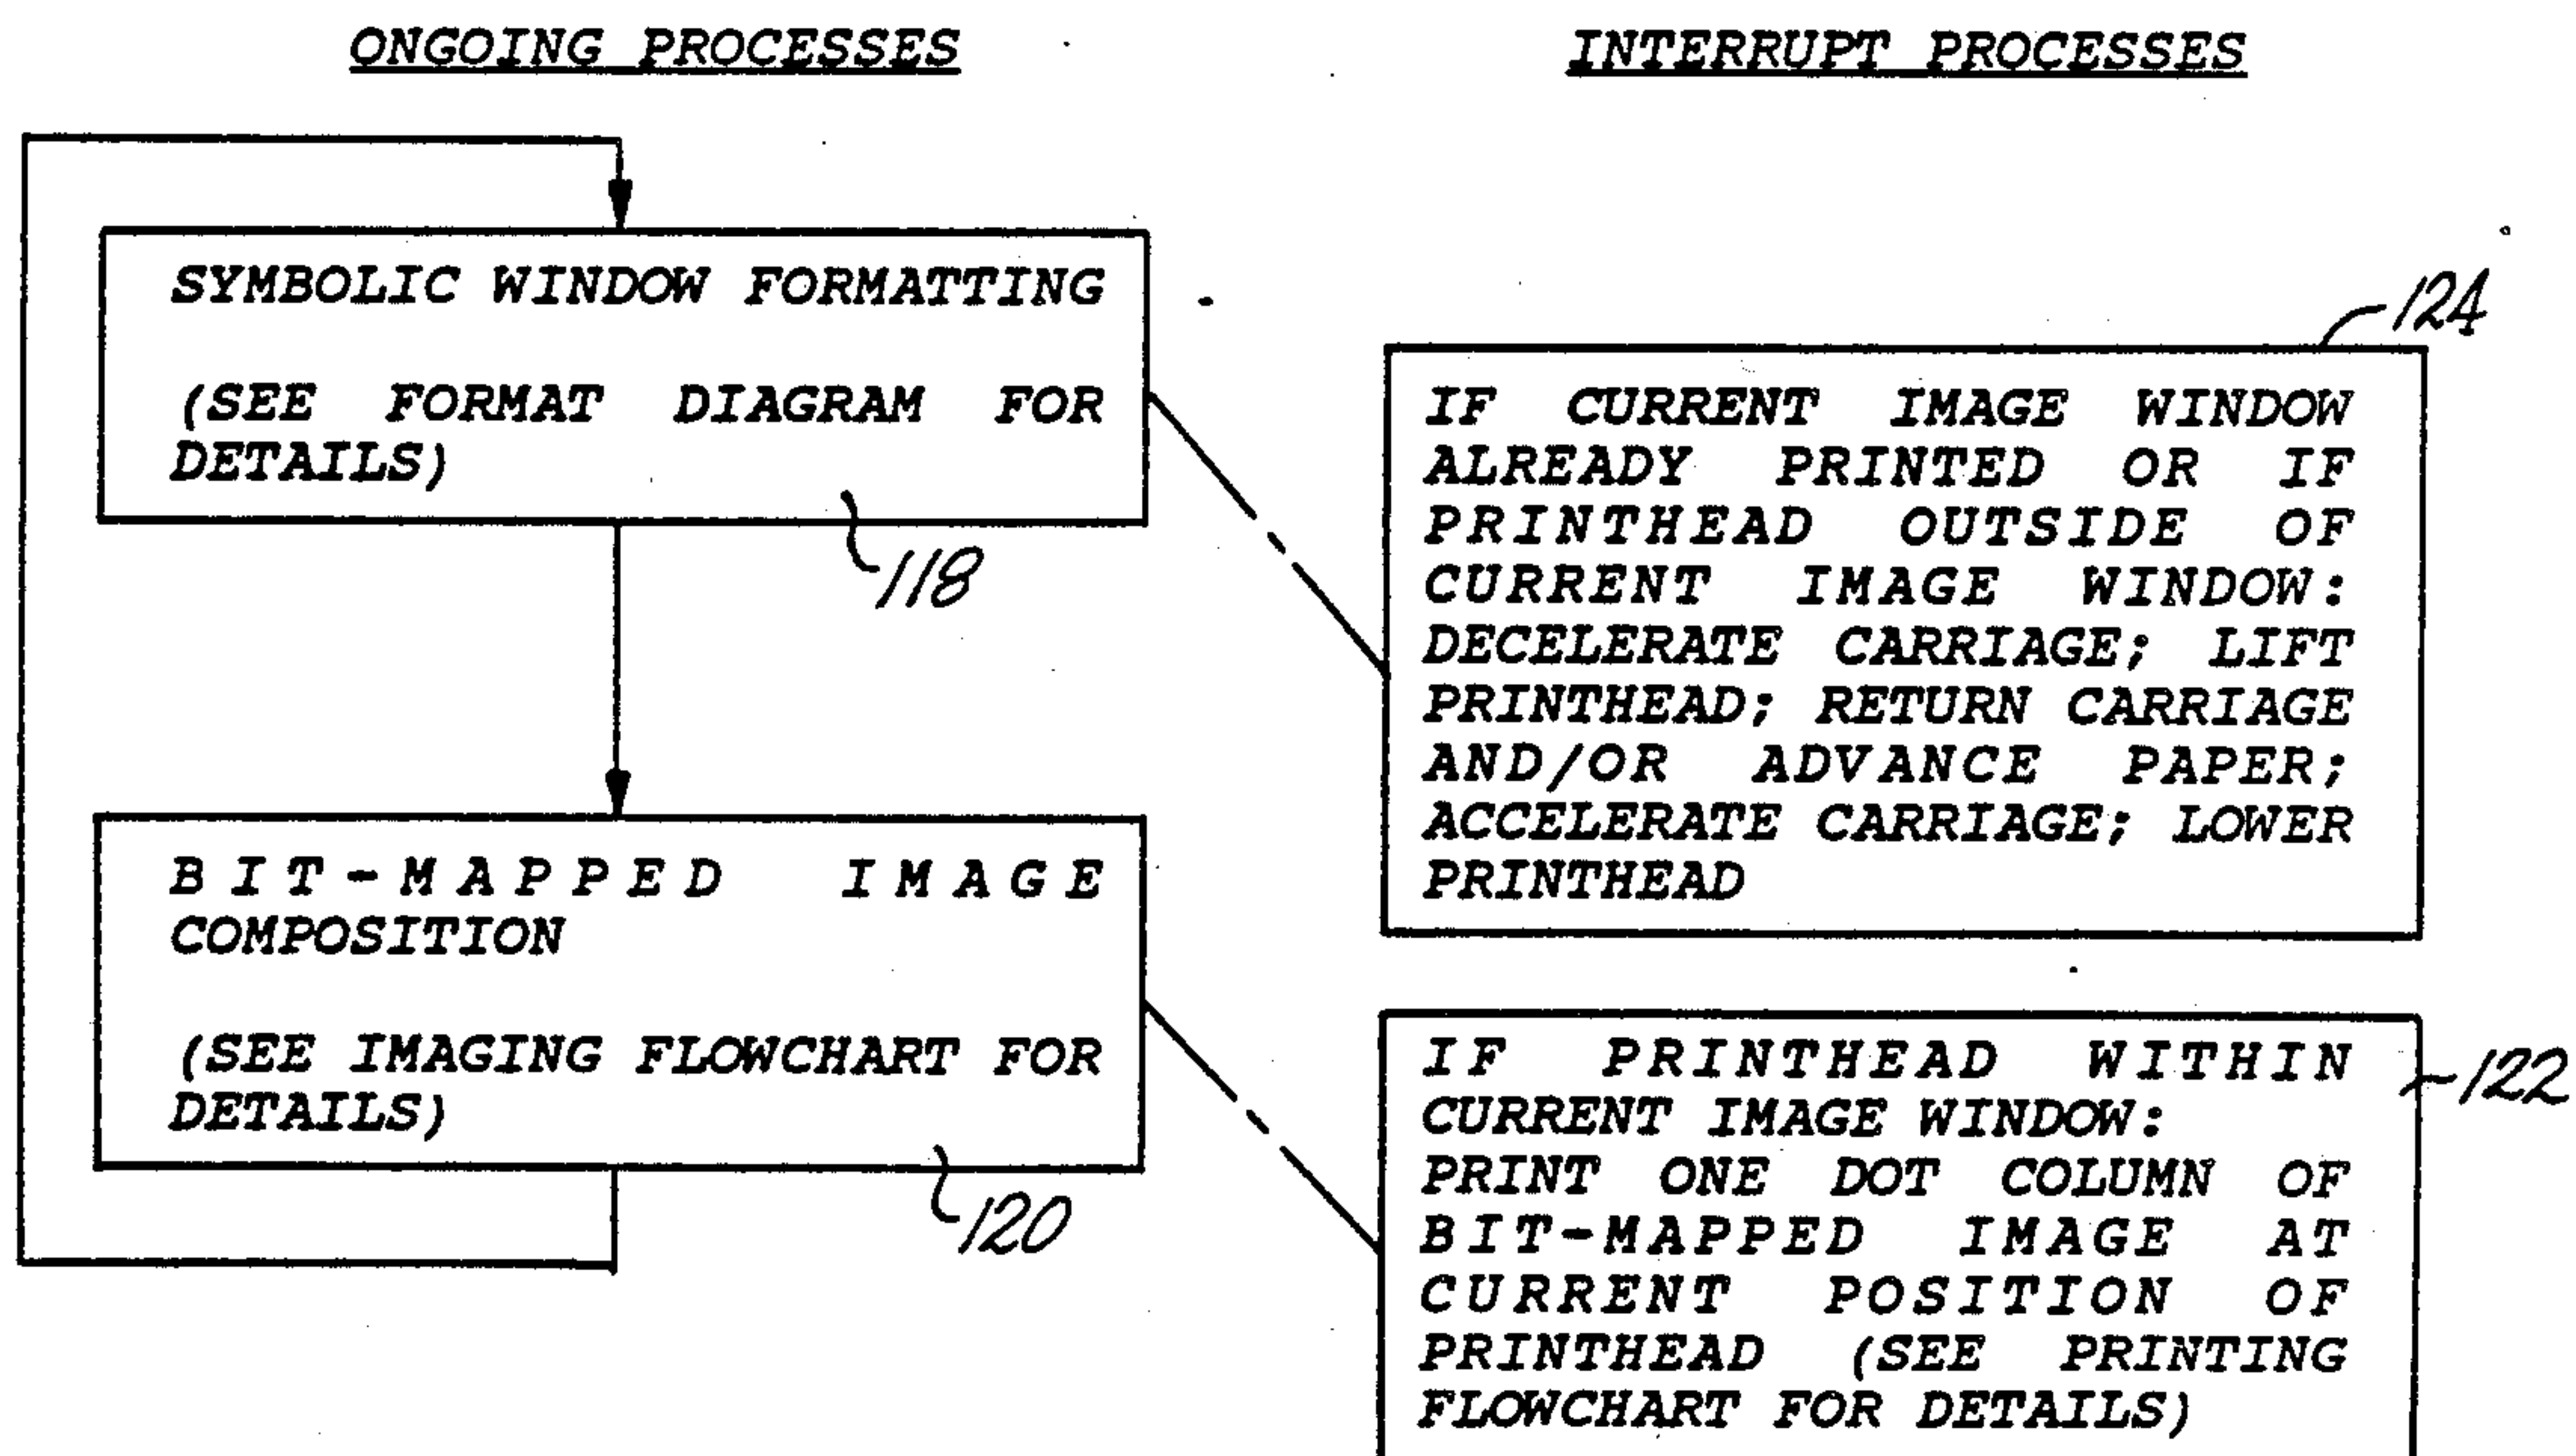 ONGOING PROCESSES
SYMBOLIC WINDOW FORMATTING
(SEE FORMAT DIAGRAM FOR
DETAILS)
118
BIT-MAPPED IMAGE
COMPOSITION
(SEE IMAGING FLOWCHART FOR
DETAILS)
120
INTERRUPT PROCESSES
124
IF CURRENT IMAGE WINDOW
ALREADY PRINTED OR IF
PRINTHEAD OUTSIDE OF
CURRENT IMAGE WINDOW:
DECELERATE CARRIAGE; LIFT
PRINTHEAD; RETURN CARRIAGE
AND/OR ADVANCE PAPER;
ACCELERATE CARRIAGE; LOWER
PRINTHEAD
122
IF PRINTHEAD WITHIN
CURRENT IMAGE WINDOW:
PRINT ONE DOT COLUMN OF
BIT-MAPPED IMAGE AT
CURRENT POSITION OF
PRINTHEAD (SEE PRINTING
FLOWCHART FOR DETAILS)